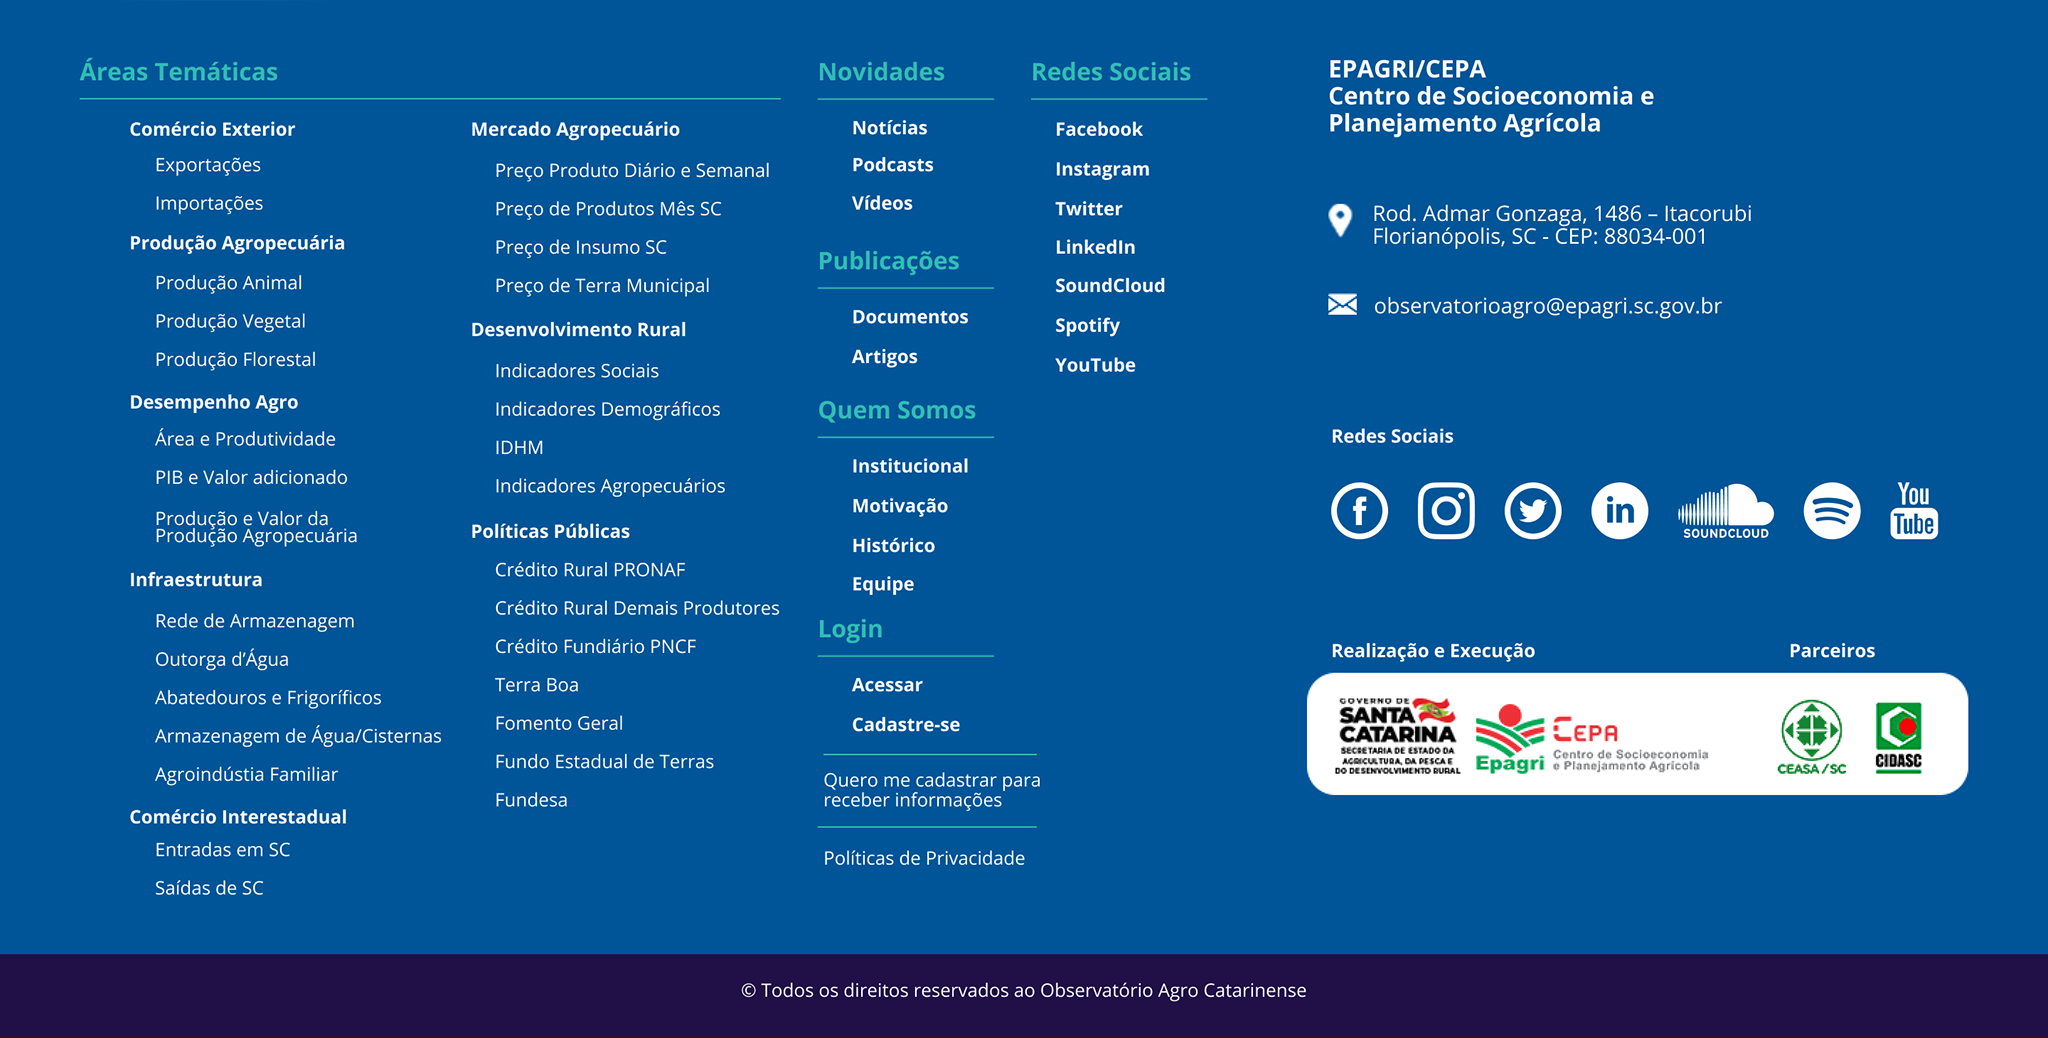 Áreas Temáticas
Comércio Exterior
Exportações
Importações
Produção Agropecuária
Produção Animal
Produção Vegetal
Produção Florestal
Desempenho Agro
Área e Produtividade
PIB e Valor adicionado
Produção e Valor da
Produção Agropecuária
Infraestrutura
Rede de Armazenagem
Outorga d’Água
Abatedouros e Frigoríficos
Armazenagem de Água/Cisternas
Agroindústia Familiar
Comércio Interestadual
Entradas em SC
Saídas de SC
Mercado Agropecuário
Preço Produto Diário e Semanal
Preço de Produtos Mês SC
Preço de Insumo SC
Preço de Terra Municipal
Desenvolvimento Rural
Indicadores Sociais
Indicadores Demográficos
IDHM
Indicadores Agropecuários
Políticas Públicas
Crédito Rural PRONAF
Crédito Rural Demais Produtores
Crédito Fundiário PNCF
Terra Boa
Fomento Geral
Fundo Estadual de Terras
Fundesa
Novidades
Notícias
Podcasts
Vídeos
Publicações
Documentos
Artigos
Quem Somos
Institucional
Motivação
Histórico
Equipe
Login
Acessar
Cadastre-se
Quero me cadastrar para
receber informações
Políticas de Privacidade
Redes Sociais
Facebook
Instagram
Twitter
LinkedIn
SoundCloud
Spotify
YouTube
EPAGRI/CEPA
Centro de Socioeconomia e
Planejamento Agrícola
Rod. Admar Gonzaga, 1486 – Itacorubi
Florianópolis, SC - CEP: 88034-001
observatorioagro@epagri.sc.gov.br
Redes Sociais
f
in
SOUNDCLOUD
You
Tube
Realização e Execução
GOVERNO DE
SANTA
CATARINA
SECRETARIA DE ESTADO DA
AGRICULTURA, DA PESCA E
DO DESENVOLVIMENTO RURAL
Epagri
CEPA
Centro de Socioeconomia
e Planejamento Agrícola
Parceiros
CEASA/SC
CIDASC
© Todos os direitos reservados ao Observatório Agro Catarinense